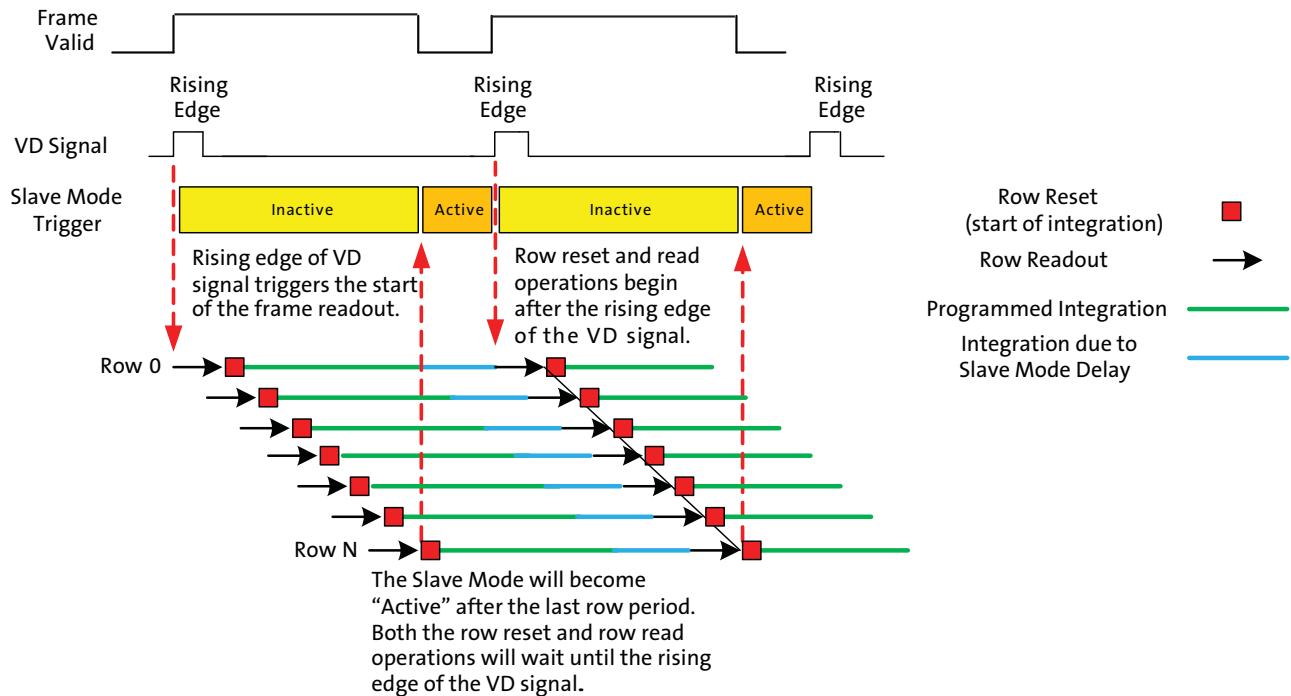 Frame
Valid
Rising
Edge
Rising
Edge
Rising
Edge
VD Signal
Slave Mode
Trigger
Inactive
Active
Inactive
Active
Rising edge of VD
signal triggers the start
of the frame readout.
Row reset and read
operations begin
after the rising edge
of the VD signal.
Row Reset
(start of integration)
Row Readout
Programmed Integration
Integration due to
Slave Mode Delay
Row 0
Row N
The Slave Mode will become
“Active” after the last row period.
Both the row reset and row read
operations will wait until the rising
edge of the VD signal.